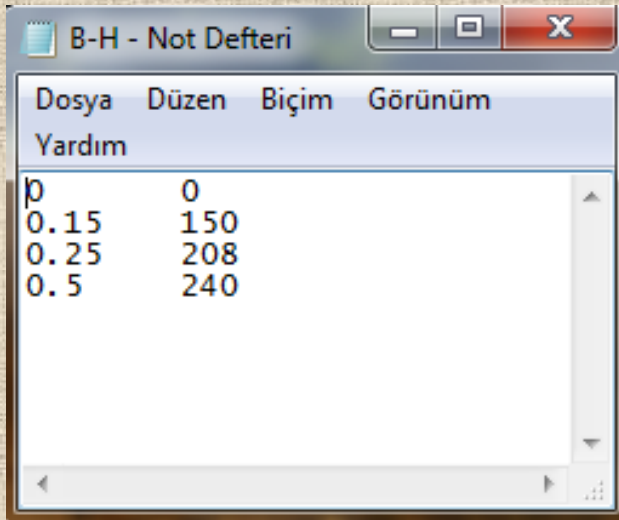 B-H - Not Defteri
Dosya Düzen Biçim Görünüm
Yardım
0 0
0.15 150
0.25 208
0.5 240